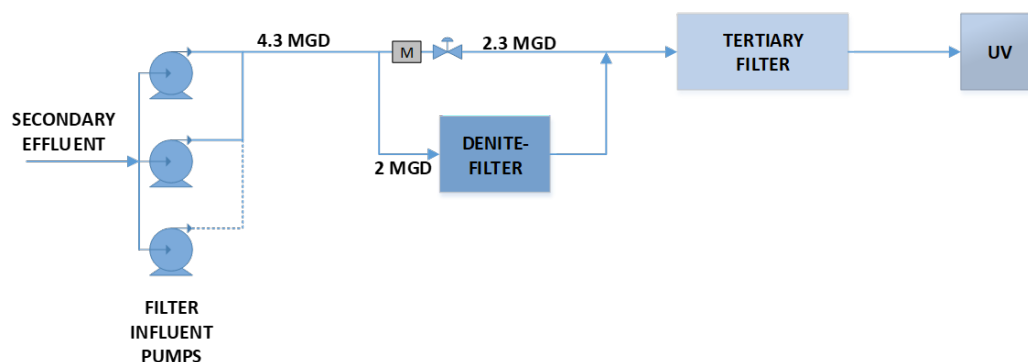 4.3 MGD
M
2.3 MGD
TERTIARY
FILTER
UV
SECONDARY
EFFLUENT
2 MGD
DENITE-
FILTER
FILTER
INFLUENT
PUMPS